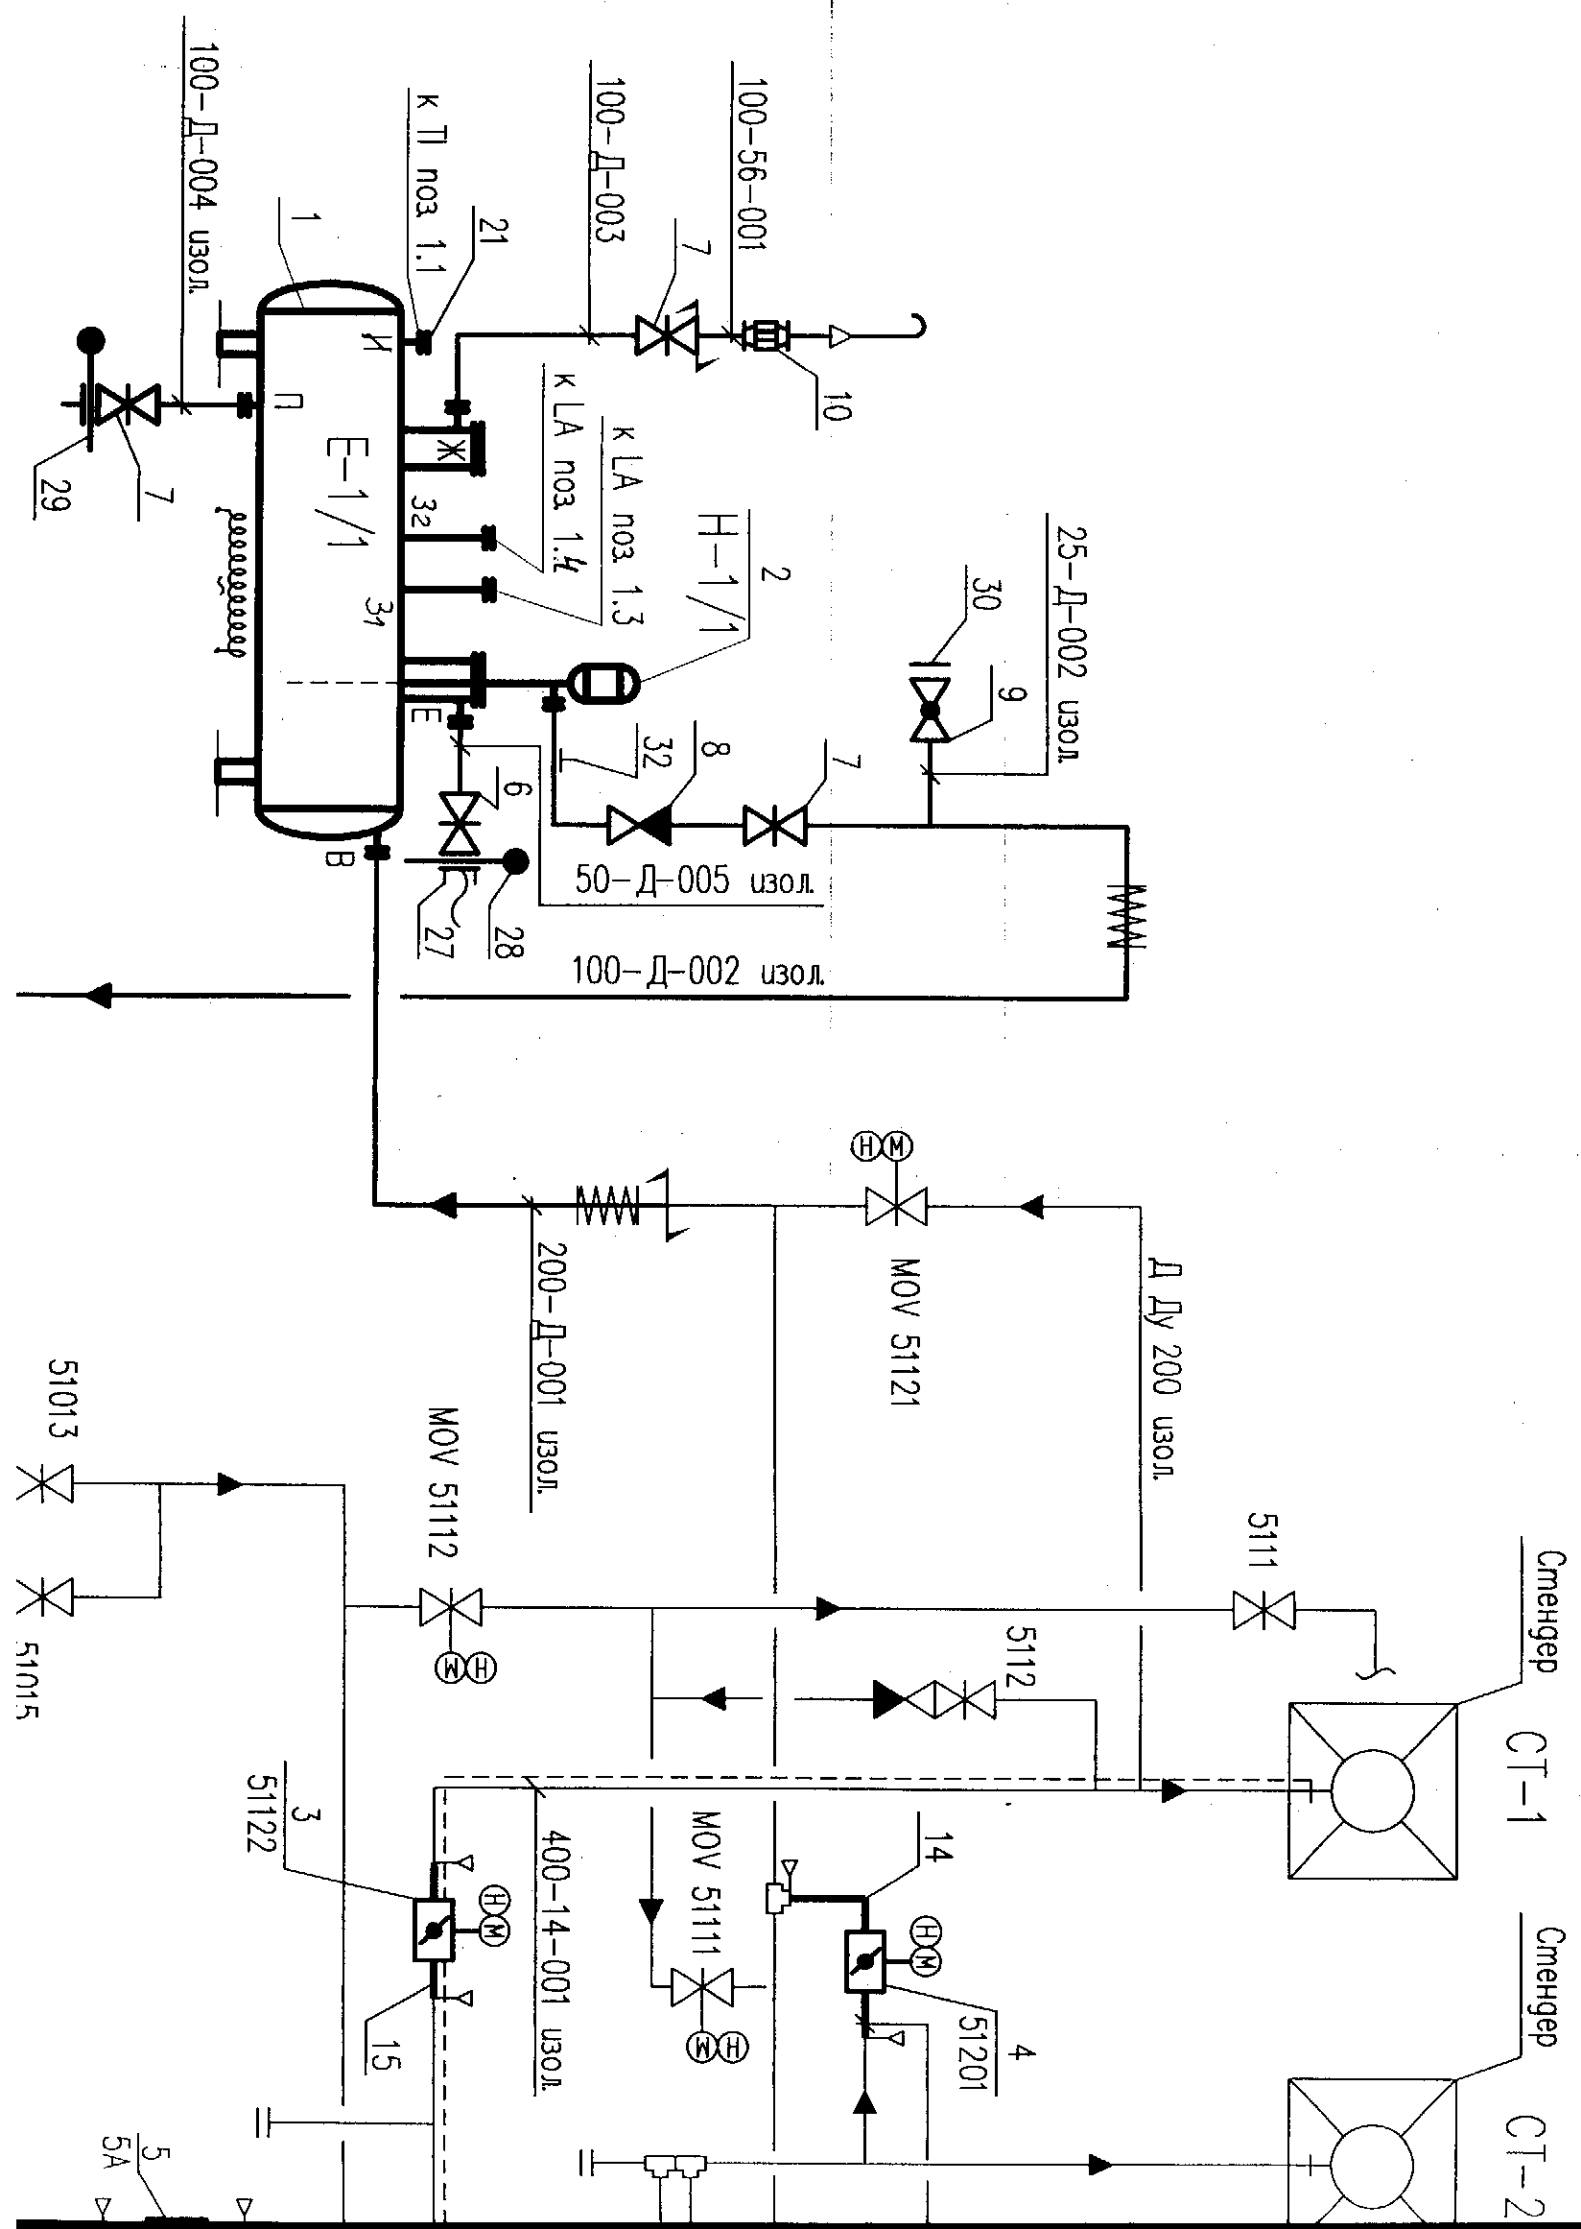 Стендер
СТ-1
Стендер
СТ-2
5111
5112
Д Ду 200 изол.
MOV 51121
Н М
25-Д-002 изол.
30
9
100-56-001
10
7
100-Д-003
2
Н-1/1
к LA поз. 1.3
к LA поз. 1.4
21
к TI поз. 1.1
7
8
32
50-Д-005 изол.
100-Д-002 изол.
6
28
27
И
Ж
32
31
Е
В
П
Е-1/1
1
100-Д-004 изол.
7
29
200-Д-001 изол.
MOV 51112
М Н
51013
51015
14
4
51201
Н М
MOV 51111
М Н
400-14-001 изол.
Н М
3
51122
15
5
5А